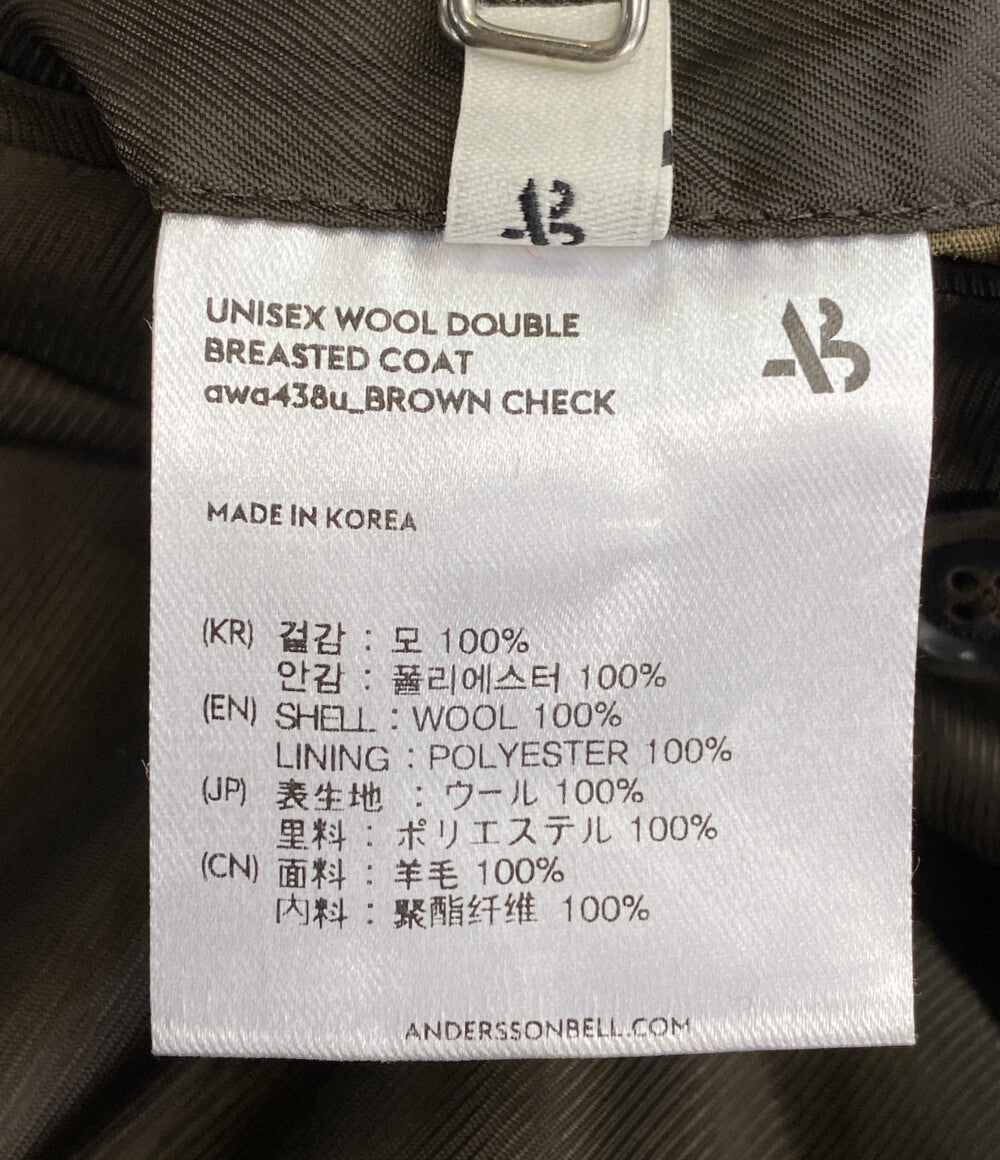 AB
UNISEX WOOL DOUBLE
BREASTED COAT
awa438u_BROWN CHECK
AB
MADE IN KOREA
(KR) 겉감 : 모 100%
안감 : 폴리에스터 100%
(EN) SHELL : WOOL 100%
LINING : POLYESTER 100%
(JP) 表生地 : ウール 100%
里料 : ポリエステル 100%
(CN) 面料 : 羊毛 100%
内料 : 聚酯纤维 100%
ANDERSSONBELL.COM